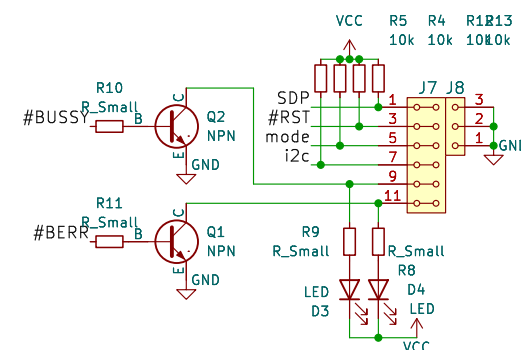 VCC
R5 R4 R12 R13
10k 10k 10k 10k
J7 J8
R10
R_Small
#BUSSY
B
C
E
Q2
NPN
GND
SDP
#RST
mode
i2c
1
3
5
7
9
11
3
2
1
GND
R11
R_Small
#BERR
B
C
E
Q1
NPN
GND
R9
R_Small
R_Small
R8
LED
D3
D4
LED
VCC